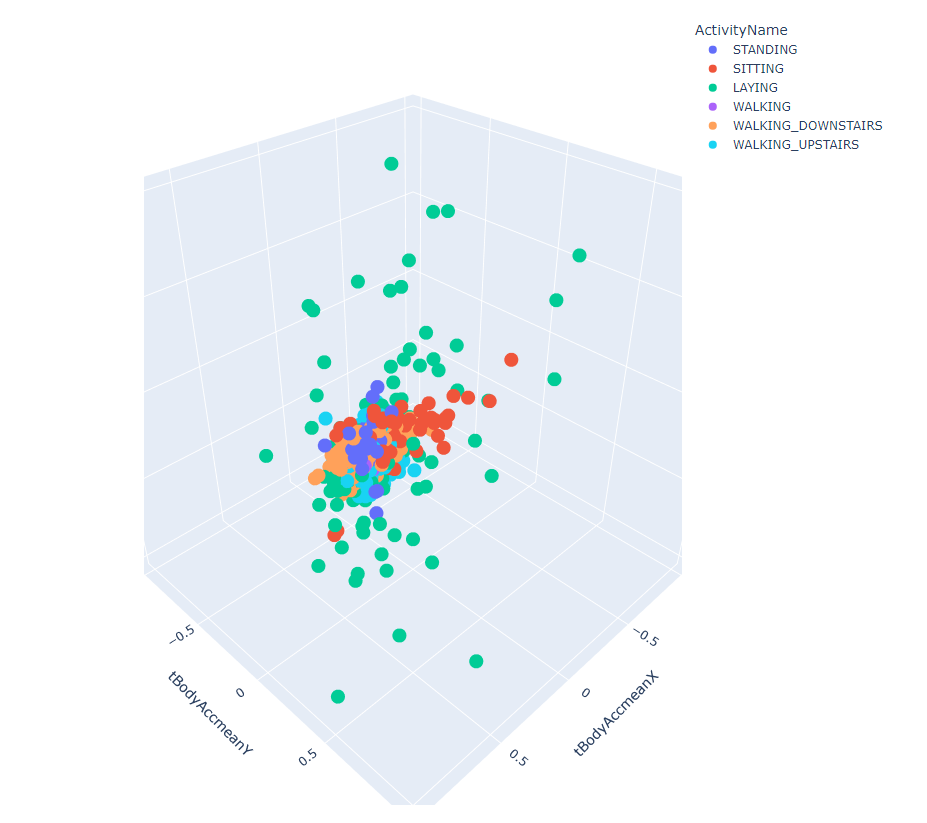 ActivityName
STANDING
SITTING
LAYING
WALKING
WALKING_DOWNSTAIRS
WALKING_UPSTAIRS
−0.5
0
0.5
tBodyAccmeanY
−0.5
0
0.5
tBodyAccmeanX